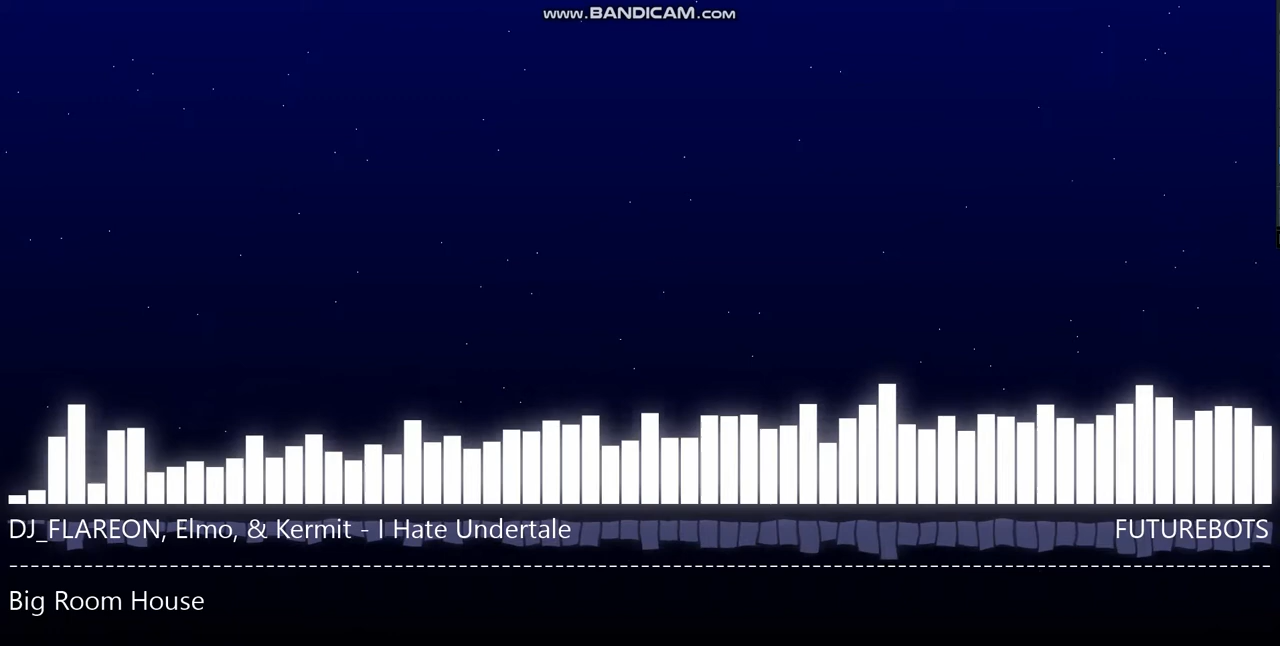 www.BANDICAM.com
DJ_FLAREON, Elmo, & Kermit - I Hate Undertale
FUTUREBOTS
Big Room House